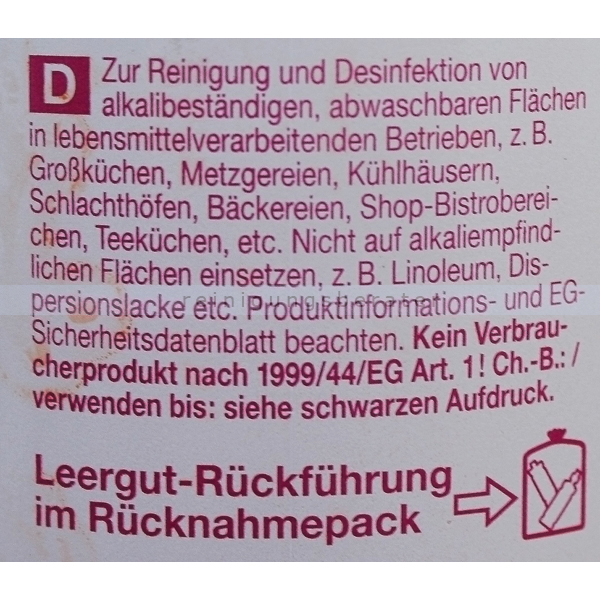 D Zur Reinigung und Desinfektion von
alkalibeständigen, abwaschbaren Flächen
in lebensmittelverarbeitenden Betrieben, z. B.
Großküchen, Metzgereien, Kühlhäusern,
Schlachthöfen, Bäckereien, Shop-Bistroberei-
chen, Teeküchen, etc. Nicht auf alkaliempfind-
lichen Flächen einsetzen, z. B. Linoleum, Dis-
persionslacke etc. Produktinformations- und EG-
Sicherheitsdatenblatt beachten. Kein Verbrau-
cherprodukt nach 1999/44/EG Art. 1! Ch.-B.: /
verwenden bis: siehe schwarzen Aufdruck.
Leergut-Rückführung
im Rücknahmepack